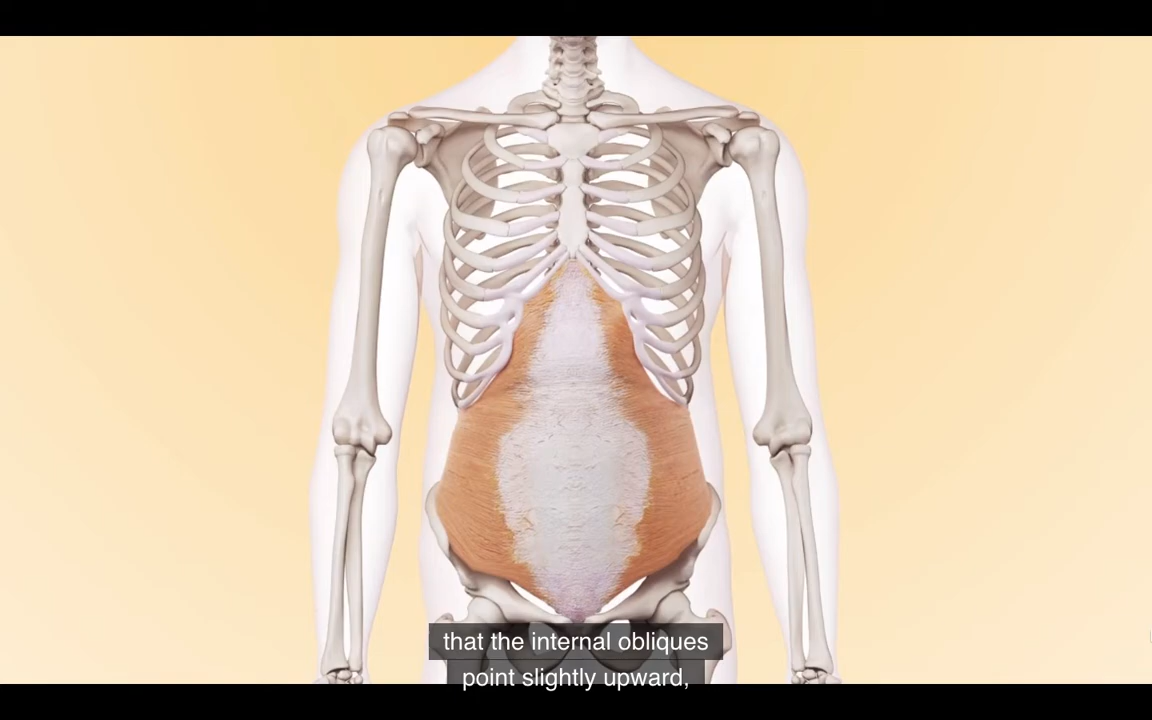 that the internal obliques
point slightly upward,